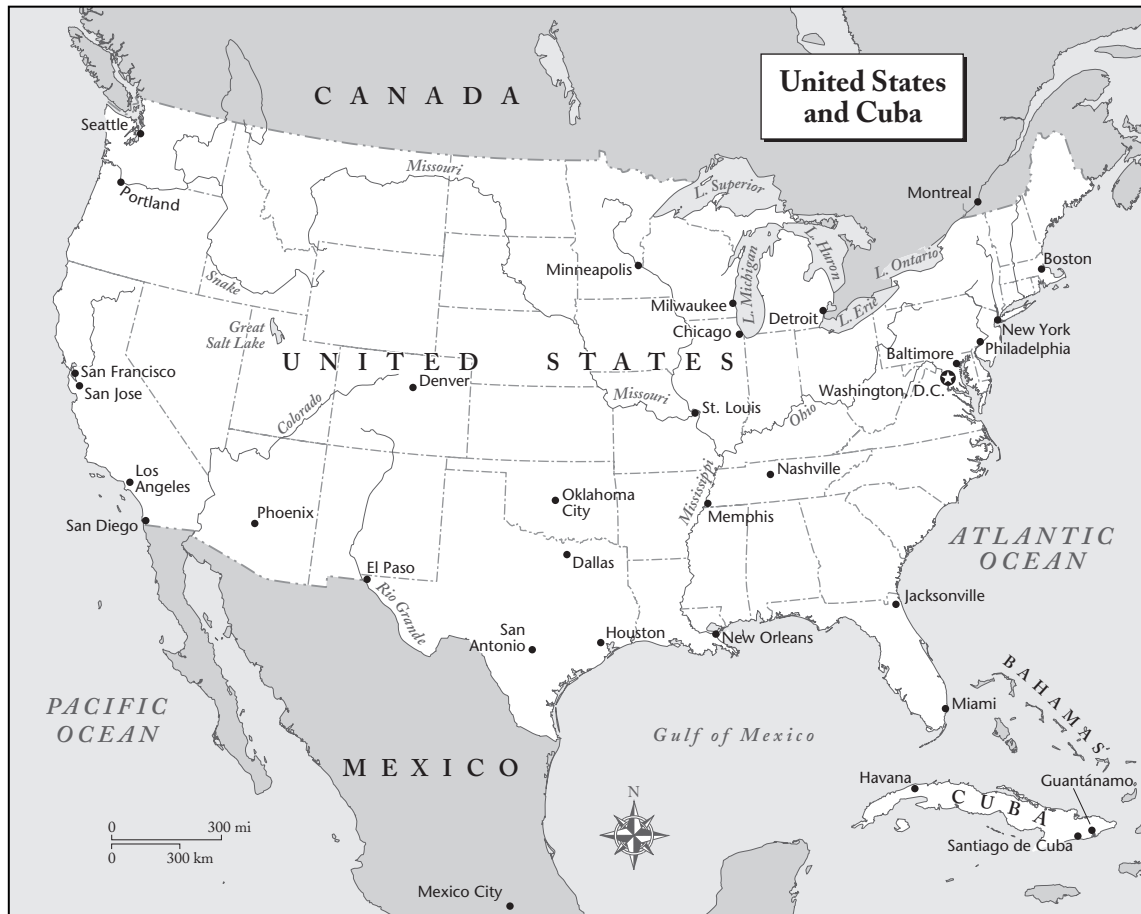 United States
and Cuba
CANADA
Seattle
Portland
Missouri
L. Superior
Montreal
Minneapolis
L. Michigan
L. Huron
L. Ontario
Boston
Snake
Milwaukee
Detroit
L. Erie
Great
Salt Lake
Chicago
New York
UNITED STATES
Baltimore
Philadelphia
San Francisco
San Jose
Denver
Washington, D.C.
Colorado
Missouri
St. Louis
Ohio
Los
Angeles
Nashville
Oklahoma
City
Mississippi
Memphis
San Diego
Phoenix
ATLANTIC
OCEAN
El Paso
Dallas
Rio Grande
Jacksonville
San
Antonio
Houston
New Orleans
BAHAMAS
PACIFIC
OCEAN
Miami
Gulf of Mexico
MEXICO
Havana
Guantánamo
CUBA
N
0 300 mi
0 300 km
Santiago de Cuba
Mexico City